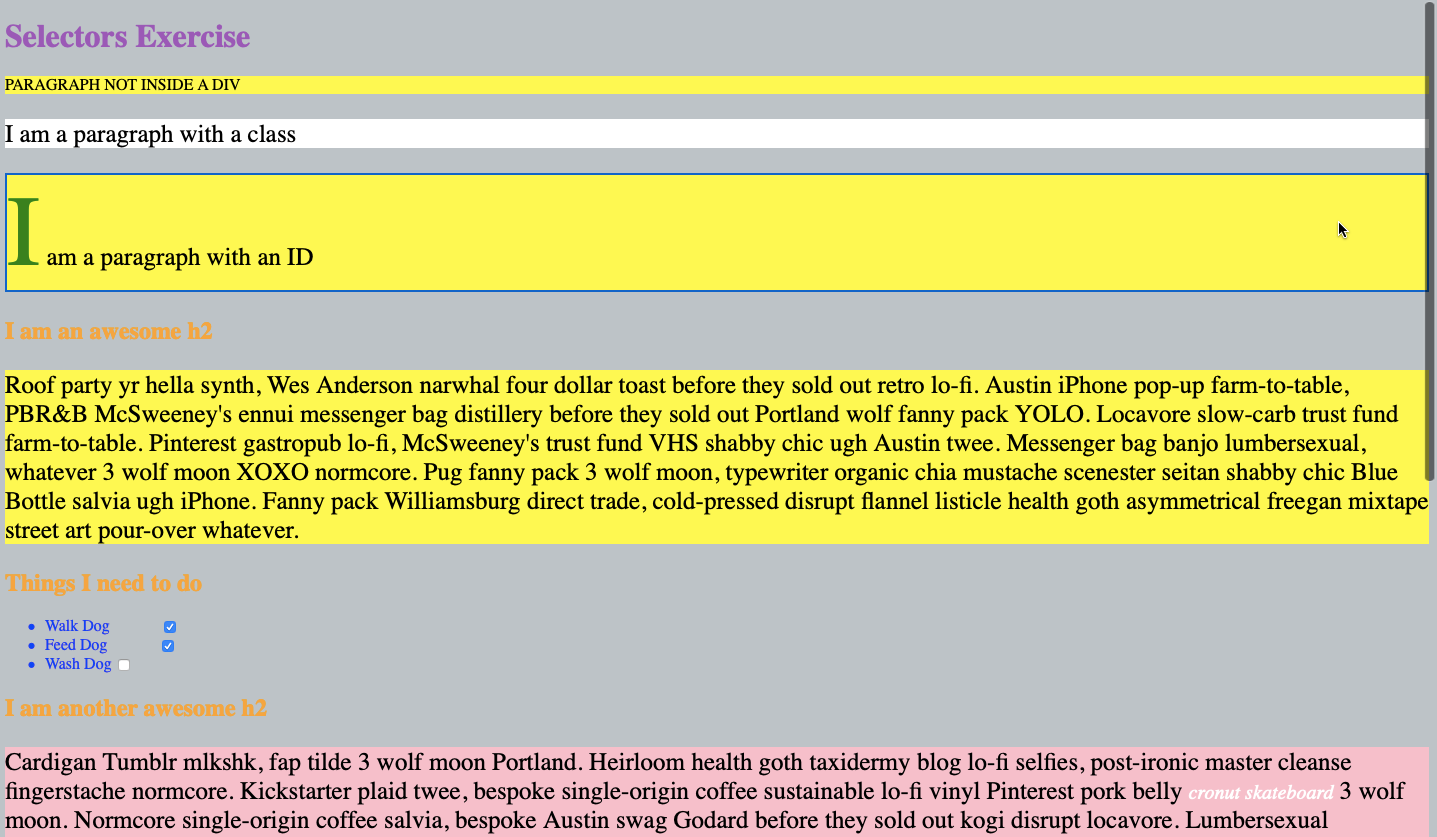 Selectors Exercise
PARAGRAPH NOT INSIDE A DIV
I am a paragraph with a class
I am a paragraph with an ID
I am an awesome h2
Roof party yr hella synth, Wes Anderson narwhal four dollar toast before they sold out retro lo-fi. Austin iPhone pop-up farm-to-table,
PBR&B McSweeney's ennui messenger bag distillery before they sold out Portland wolf fanny pack YOLO. Locavore slow-carb trust fund
farm-to-table. Pinterest gastropub lo-fi, McSweeney's trust fund VHS shabby chic ugh Austin twee. Messenger bag banjo lumbersexual,
whatever 3 wolf moon XOXO normcore. Pug fanny pack 3 wolf moon, typewriter organic chia mustache scenester seitan shabby chic Blue
Bottle salvia ugh iPhone. Fanny pack Williamsburg direct trade, cold-pressed disrupt flannel listicle health goth asymmetrical freegan mixtape
street art pour-over whatever.
Things I need to do
Walk Dog
Feed Dog
Wash Dog
I am another awesome h2
Cardigan Tumblr mlkshk, fap tilde 3 wolf moon Portland. Heirloom health goth taxidermy blog lo-fi selfies, post-ironic master cleanse
fingerstache normcore. Kickstarter plaid twee, bespoke single-origin coffee sustainable lo-fi vinyl Pinterest pork belly cronut skateboard 3 wolf
moon. Normcore single-origin coffee salvia, bespoke Austin swag Godard before they sold out kogi disrupt locavore. Lumbersexual